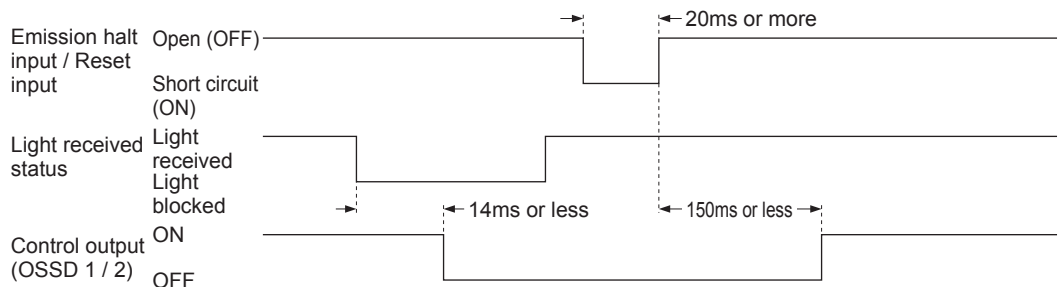 20ms or more
Emission halt
input / Reset
input
Open (OFF)
Short circuit
(ON)
Light received
status
Light
received
Light
blocked
14ms or less
150ms or less
Control output
(OSSD 1 / 2)
ON
OFF